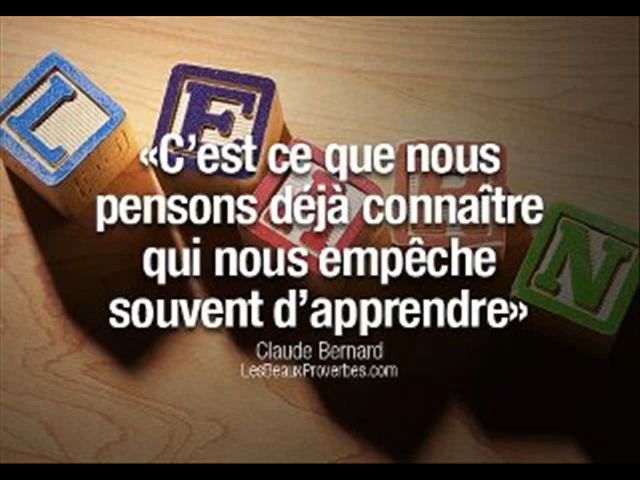 «C'est ce que nous
pensons déjà connaître
qui nous empêche
souvent d'apprendre»
Claude Bernard
LesBeauxProverbes.com
L E R N